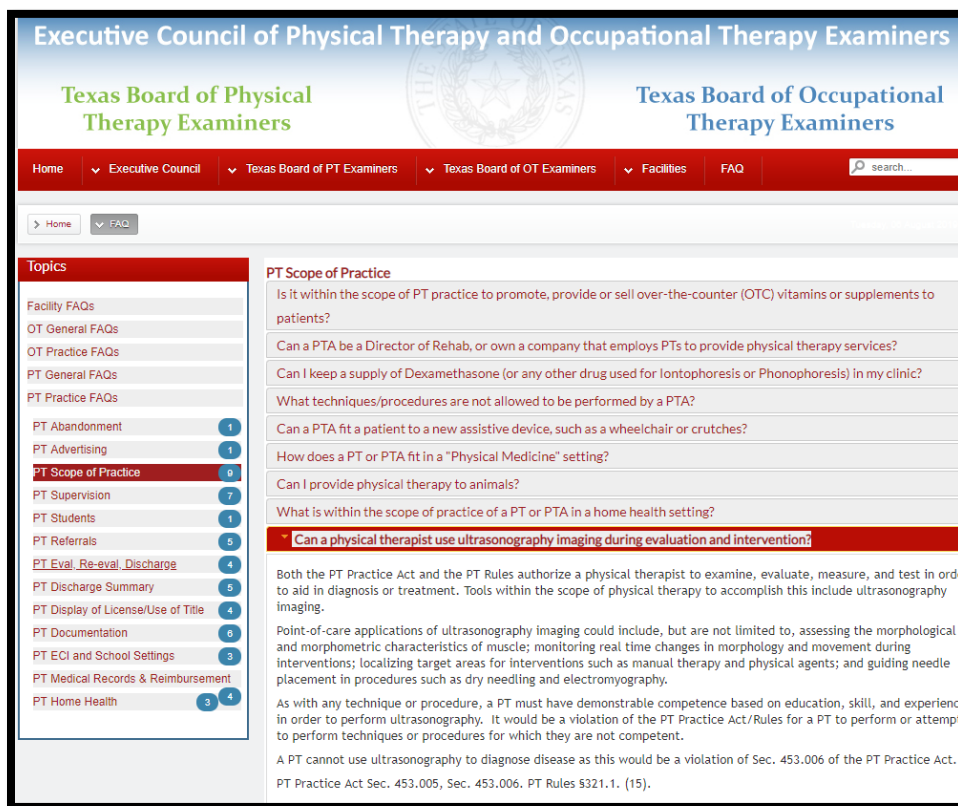 Executive Council of Physical Therapy and Occupational Therapy Examiners
THE STATE OF TEXAS
Texas Board of Physical
Therapy Examiners
Texas Board of Occupational
Therapy Examiners
Home
Executive Council
Texas Board of PT Examiners
Texas Board of OT Examiners
Facilities
FAQ
search...
Home
FAQ
Topics
Facility FAQs
OT General FAQs
OT Practice FAQs
PT General FAQs
PT Practice FAQs
PT Abandonment 1
PT Advertising 1
PT Scope of Practice 9
PT Supervision 7
PT Students 1
PT Referrals 5
PT Eval, Re-eval, Discharge 4
PT Discharge Summary 5
PT Display of License/Use of Title 4
PT Documentation 6
PT ECI and School Settings 3
PT Medical Records & Reimbursement
4
PT Home Health 3
PT Scope of Practice
Is it within the scope of PT practice to promote, provide or sell over-the-counter (OTC) vitamins or supplements to
patients?
Can a PTA be a Director of Rehab, or own a company that employs PTs to provide physical therapy services?
Can I keep a supply of Dexamethasone (or any other drug used for Iontophoresis or Phonophoresis) in my clinic?
What techniques/procedures are not allowed to be performed by a PTA?
Can a PTA fit a patient to a new assistive device, such as a wheelchair or crutches?
How does a PT or PTA fit in a "Physical Medicine" setting?
Can I provide physical therapy to animals?
What is within the scope of practice of a PT or PTA in a home health setting?
Can a physical therapist use ultrasonography imaging during evaluation and intervention?
Both the PT Practice Act and the PT Rules authorize a physical therapist to examine, evaluate, measure, and test in ord
to aid in diagnosis or treatment. Tools within the scope of physical therapy to accomplish this include ultrasonography
imaging.
Point-of-care applications of ultrasonography imaging could include, but are not limited to, assessing the morphological
and morphometric characteristics of muscle; monitoring real time changes in morphology and movement during
interventions; localizing target areas for interventions such as manual therapy and physical agents; and guiding needle
placement in procedures such as dry needling and electromyography.
As with any technique or procedure, a PT must have demonstrable competence based on education, skill, and experienc
in order to perform ultrasonography. It would be a violation of the PT Practice Act/Rules for a PT to perform or attemp
to perform techniques or procedures for which they are not competent.
A PT cannot use ultrasonography to diagnose disease as this would be a violation of Sec. 453.006 of the PT Practice Act.
PT Practice Act Sec. 453.005, Sec. 453.006. PT Rules §321.1. (15).